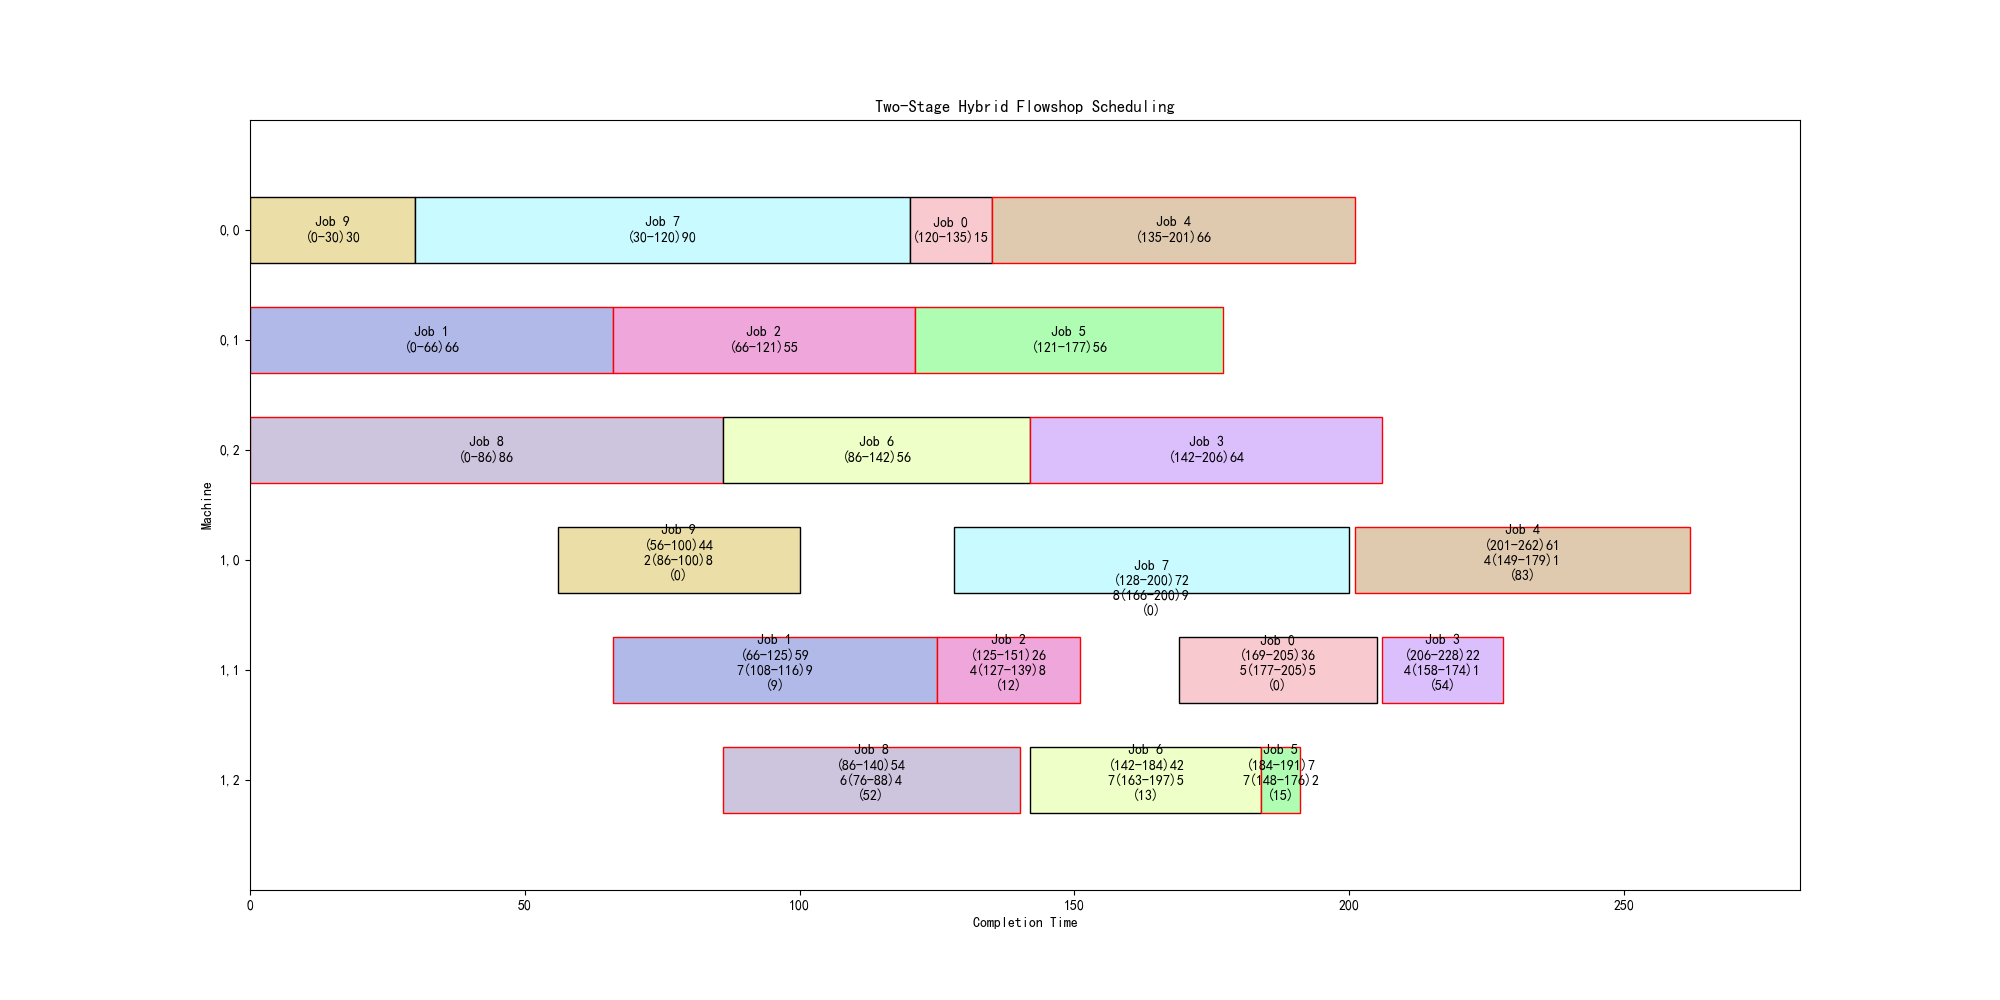 Two-Stage Hybrid Flowshop Scheduling
0,0
Job 9
(0-30)30
Job 7
(30-120)90
Job 0
(120-135)15
Job 4
(135-201)66
0,1
Job 1
(0-66)66
Job 2
(66-121)55
Job 5
(121-177)56
0,2
Job 8
(0-86)86
Job 6
(86-142)56
Job 3
(142-206)64
Machine
1,0
Job 9
(56-100)44
2(86-100)8
(0)
Job 7
(128-200)72
8(166-200)9
(0)
Job 4
(201-262)61
4(149-179)1
(83)
1,1
Job 1
(66-125)59
7(108-116)9
(9)
Job 2
(125-151)26
4(127-139)8
(12)
Job 0
(169-205)36
5(177-205)5
(0)
Job 3
(206-228)22
4(158-174)1
(54)
1,2
Job 8
(86-140)54
6(76-88)4
(52)
Job 6
(142-184)42
7(163-197)5
(13)
Job 5
(184-191)7
7(148-176)2
(15)
0
50
100
150
200
250
Completion Time